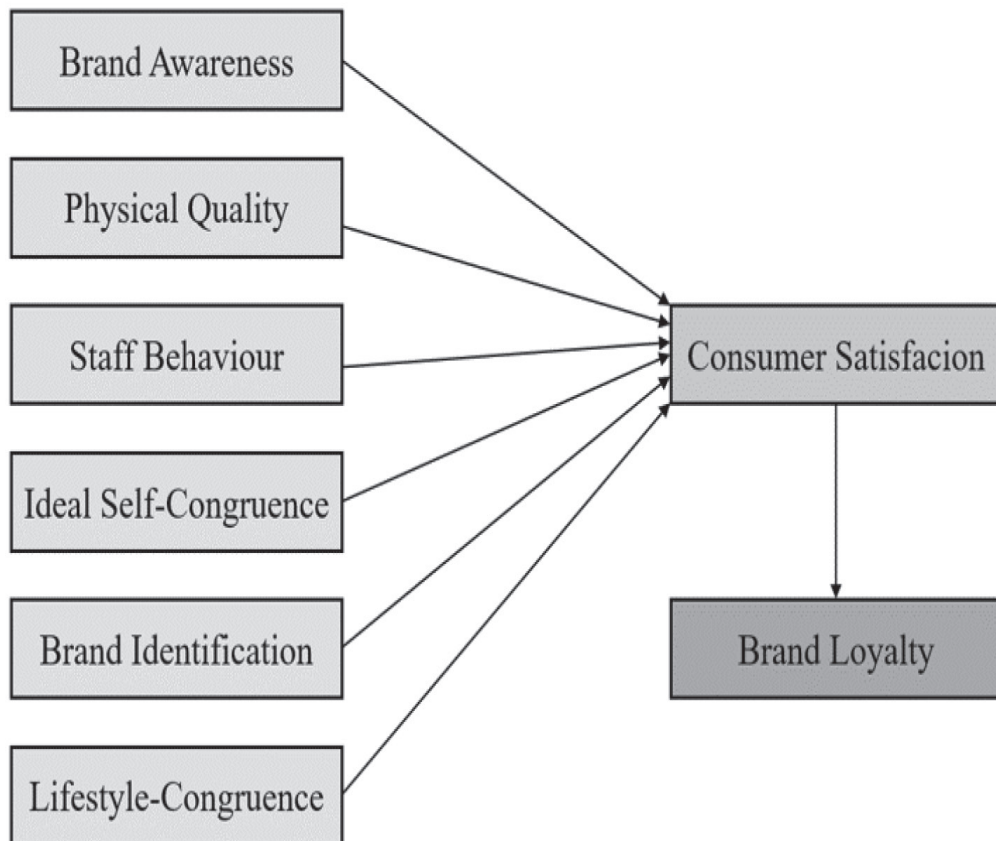 Brand Awareness
Physical Quality
Staff Behaviour
Consumer Satisfacion
Ideal Self-Congruence
Brand Identification
Brand Loyalty
Lifestyle-Congruence